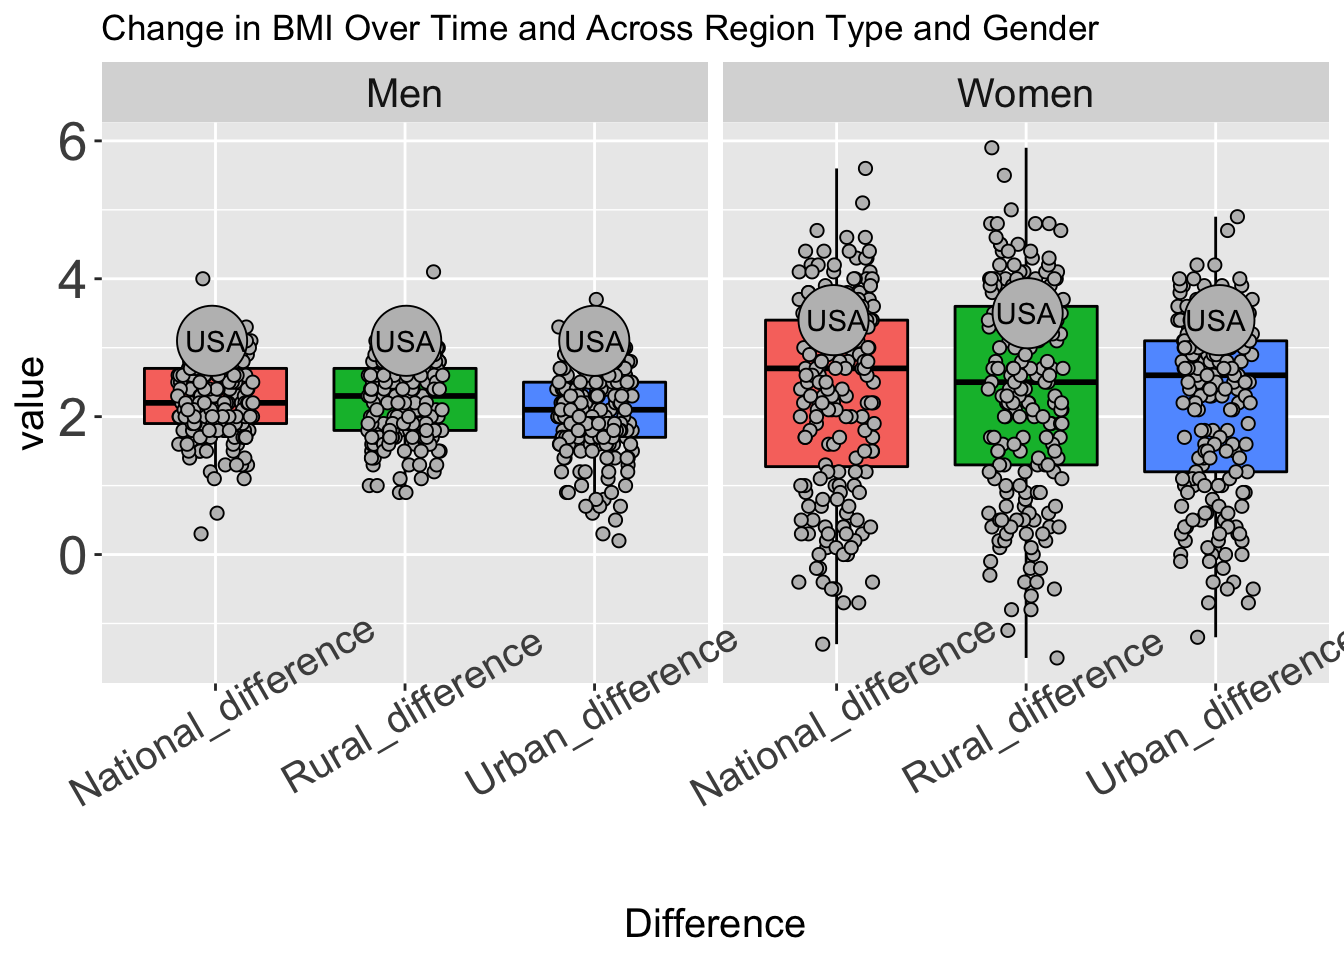 Change in BMI Over Time and Across Region Type and Gender
Men
Women
6
4
2
0
value
USA
USA
USA
USA
USA
USA
National_difference
Rural_difference
Urban_difference
National_difference
Rural_difference
Urban_difference
Difference